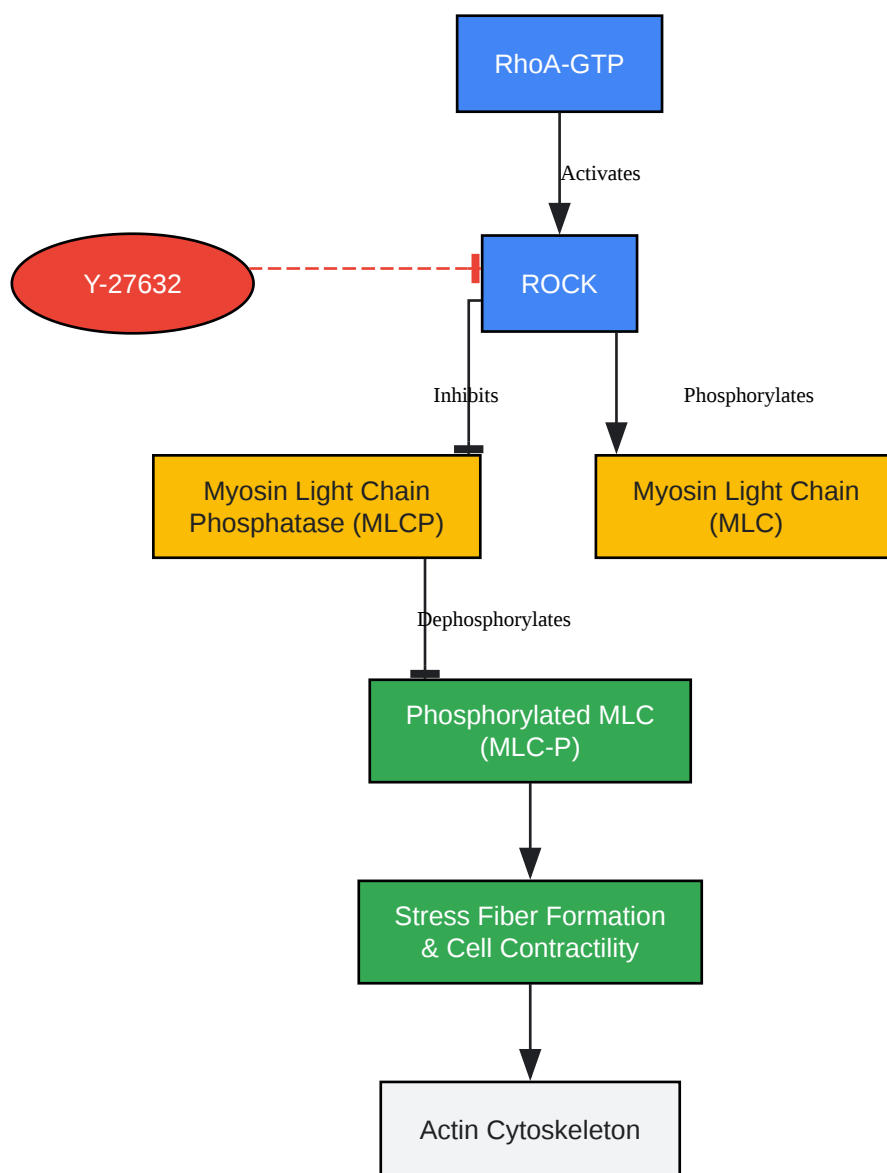 RhoA-GTP
Activates
Y-27632
ROCK
Inhibits
Phosphorylates
Myosin Light Chain
Phosphatase (MLCP)
Myosin Light Chain
(MLC)
Dephosphorylates
Phosphorylated MLC
(MLC-P)
Stress Fiber Formation
& Cell Contractility
Actin Cytoskeleton